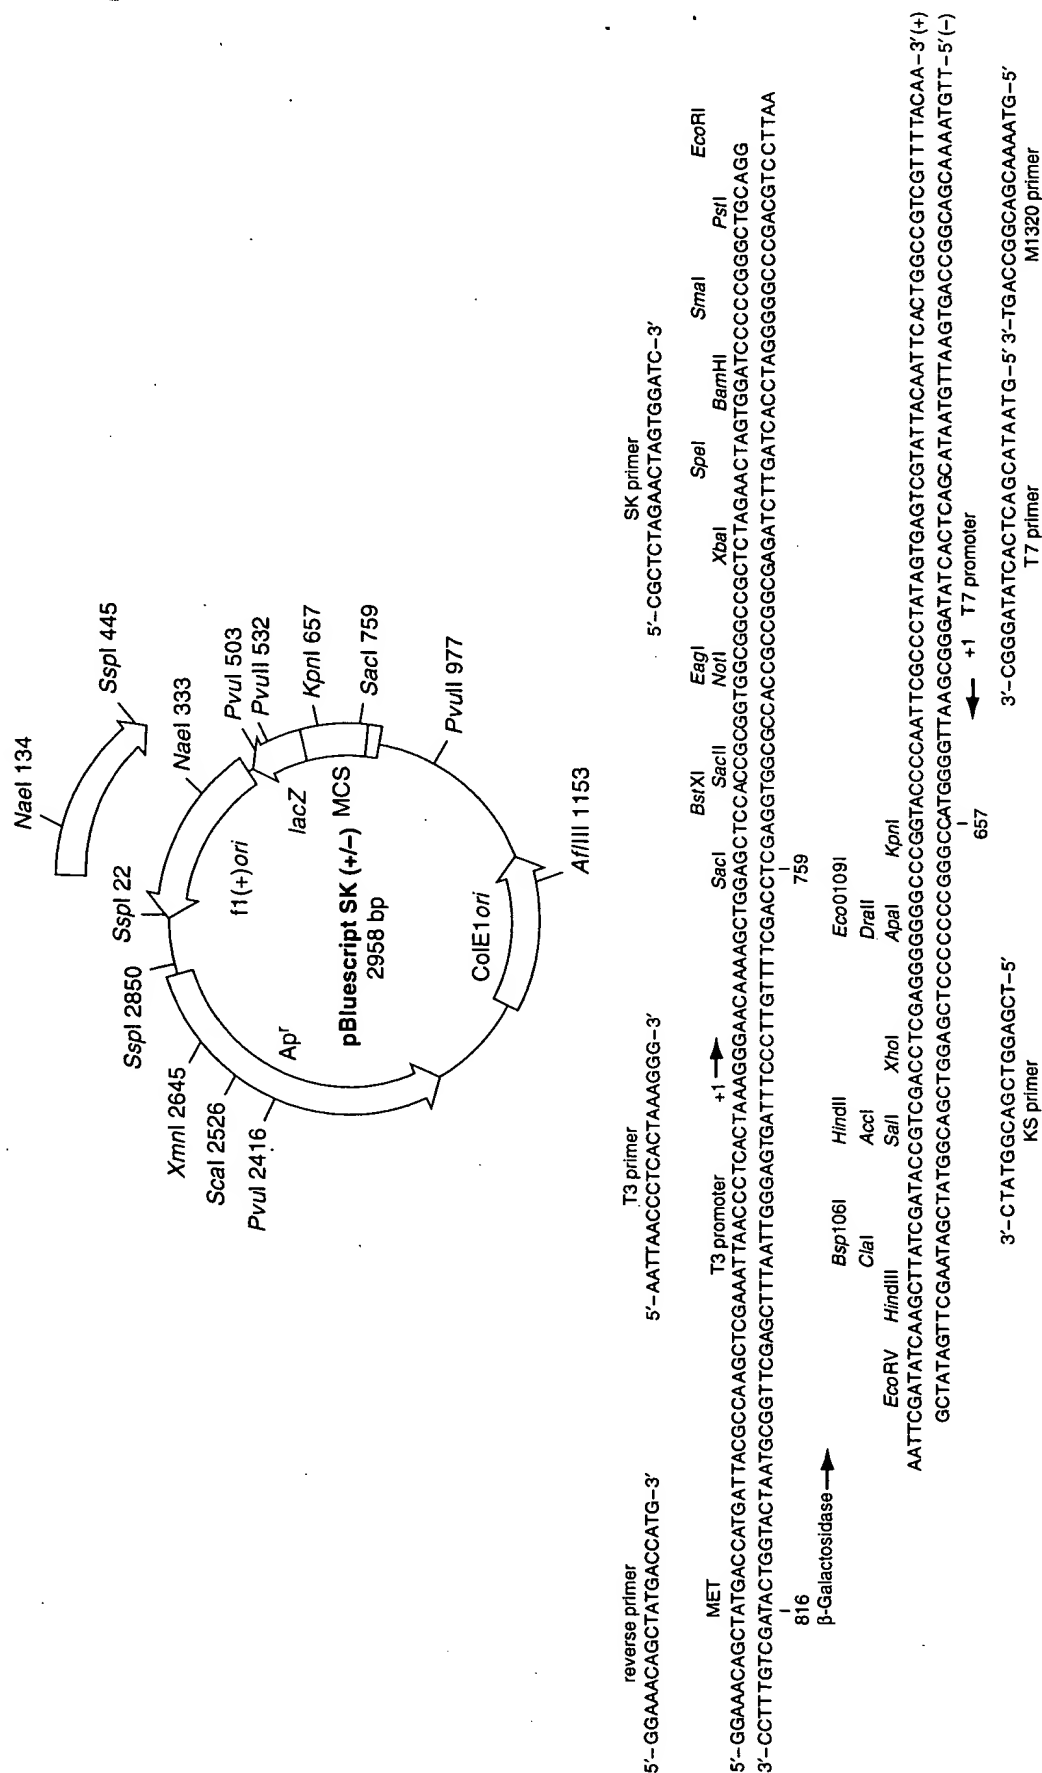 NaeI 134
SspI 445
SspI 22
NaeI 333
SspI 2850
PvuI 503
PvuII 532
XmnI 2645
f1(+)ori
KpnI 657
ScaI 2526
Apʳ
lacZ
MCS
SacI 759
PvuI 2416
pBluescript SK (+/−)
2958 bp
PvuII 977
ColE1 ori
AflIII 1153
reverse primer
5′–GGAAACAGCTATGACCATG–3′
T3 primer
5′–AATTAACCCTCACTAAAGGG–3′
SK primer
5′–CGCTCTAGAACTAGTGGATC–3′
MET
T3 promoter
+1
SacI
BstXI
SacII
EagI
NotI
XbaI
SpeI
BamHI
SmaI
PstI
EcoRI
5′–GGAAACAGCTATGACCATGATTACGCCAAGCTCGAAATTAACCCTCACTAAAGGGAACAAAAGCTGGAGCTCCACCGCGGTGGCGGCCGCTCTAGAACTAGTGGATCCCCCGGGCTGCAGG
3′–CCTTTGTCGATACTGGTACTAATGCGGTTCGAGCTTTAATTGGGAGTGATTTCCCTTGTTTTCGACCTCGAGGTGGCGCCACCGCCGGCGAGATCTTGATCACCTAGGGGGCCCGACGTCCTTAA
816
759
β-Galactosidase
Bsp106I
HindII
Eco0109I
ClaI
AccI
DraII
EcoRV
HindIII
SalI
XhoI
ApaI
KpnI
AATTCGATATCAAGCTTATCGATACCGTCGACCTCGAGGGGGGGCCCGGTACCCCAATTCGCCCTATAGTGAGTCGTATTACAATTCACTGGCCGTCGTTTTACAA–3′(+)
GCTATAGTTCGAATAGCTATGGCAGCTGGAGCTCCCCCCCGGGCCATGGGGTTAAGCGGGATATCACTCAGCATAATGTTAAGTGACCGGCAGCAAAATGTT–5′(−)
657
+1 T7 promoter
3′–CTATGGCAGCTGGAGCT–5′
KS primer
3′–CGGGATATCACTCAGCATAATG–5′
T7 primer
3′–TGACCGGCAGCAAAATG–5′
M1320 primer